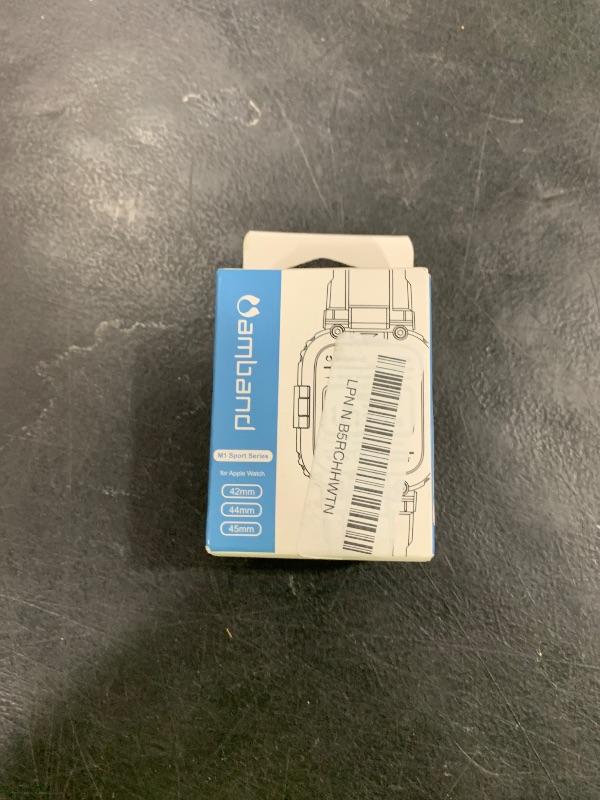 amband
M1 Sport Series
for Apple Watch
42mm
44mm
45mm
LPN N B5RCHHWTN